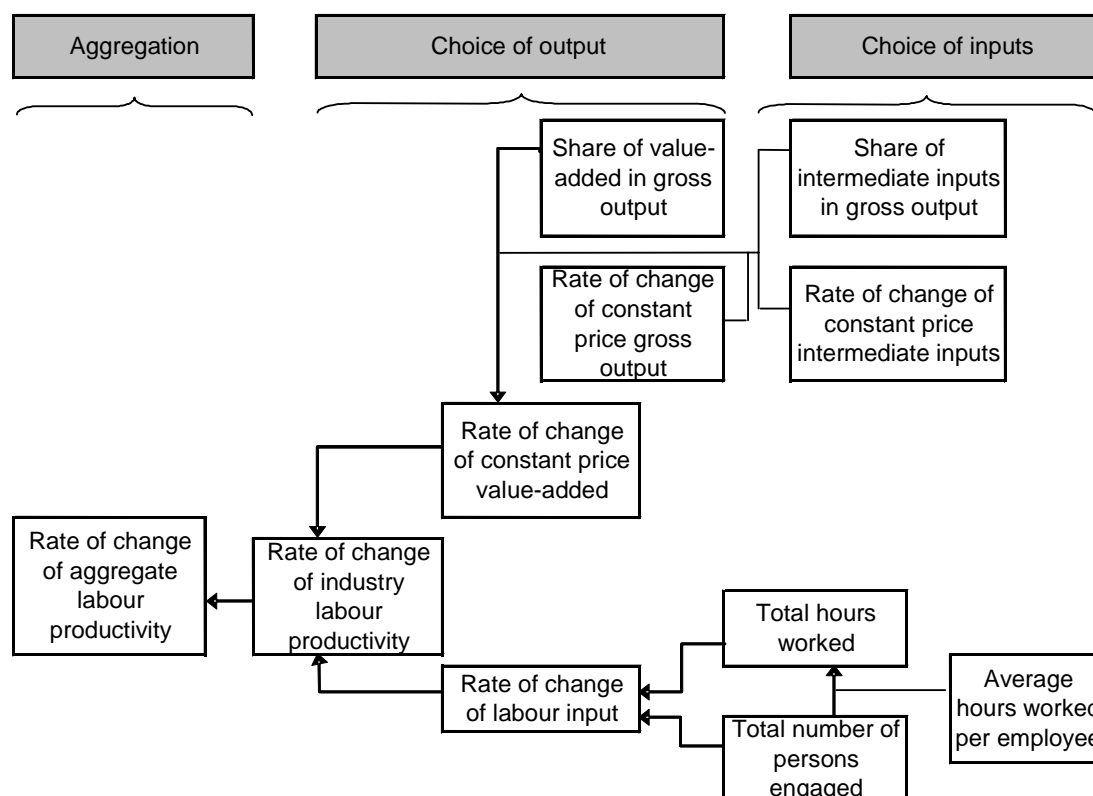 Aggregation
Choice of output
Choice of inputs
Share of value-
added in gross
output
Share of
intermediate inputs
in gross output
Rate of change
of constant
price gross
output
Rate of change of
constant price
intermediate inputs
Rate of change
of constant price
value-added
Rate of change
of aggregate
labour
productivity
Rate of change
of industry
labour
productivity
Total hours
worked
Rate of change
of labour input
Average
hours worked
per employee
Total number of
persons
engaged